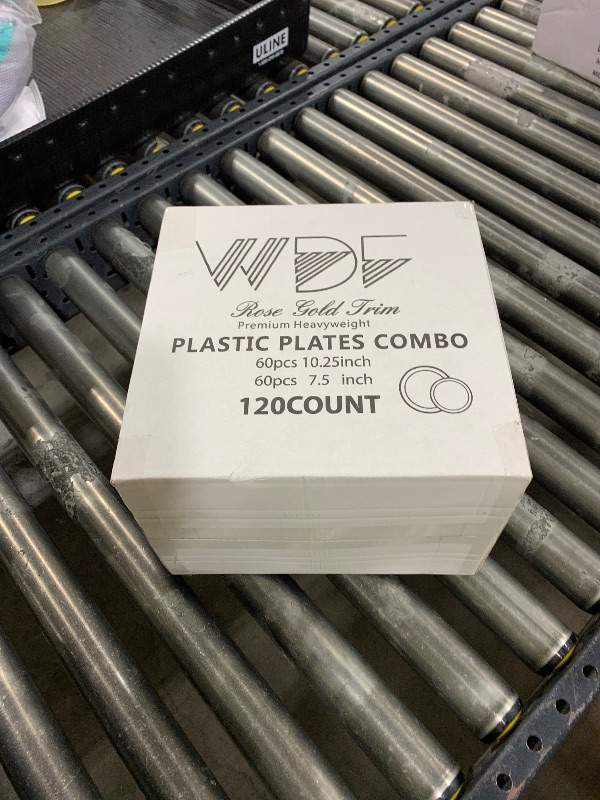 ULINE
WDF
Rose Gold Trim
Premium Heavyweight
PLASTIC PLATES COMBO
60pcs 10.25inch
60pcs 7.5 inch
120COUNT